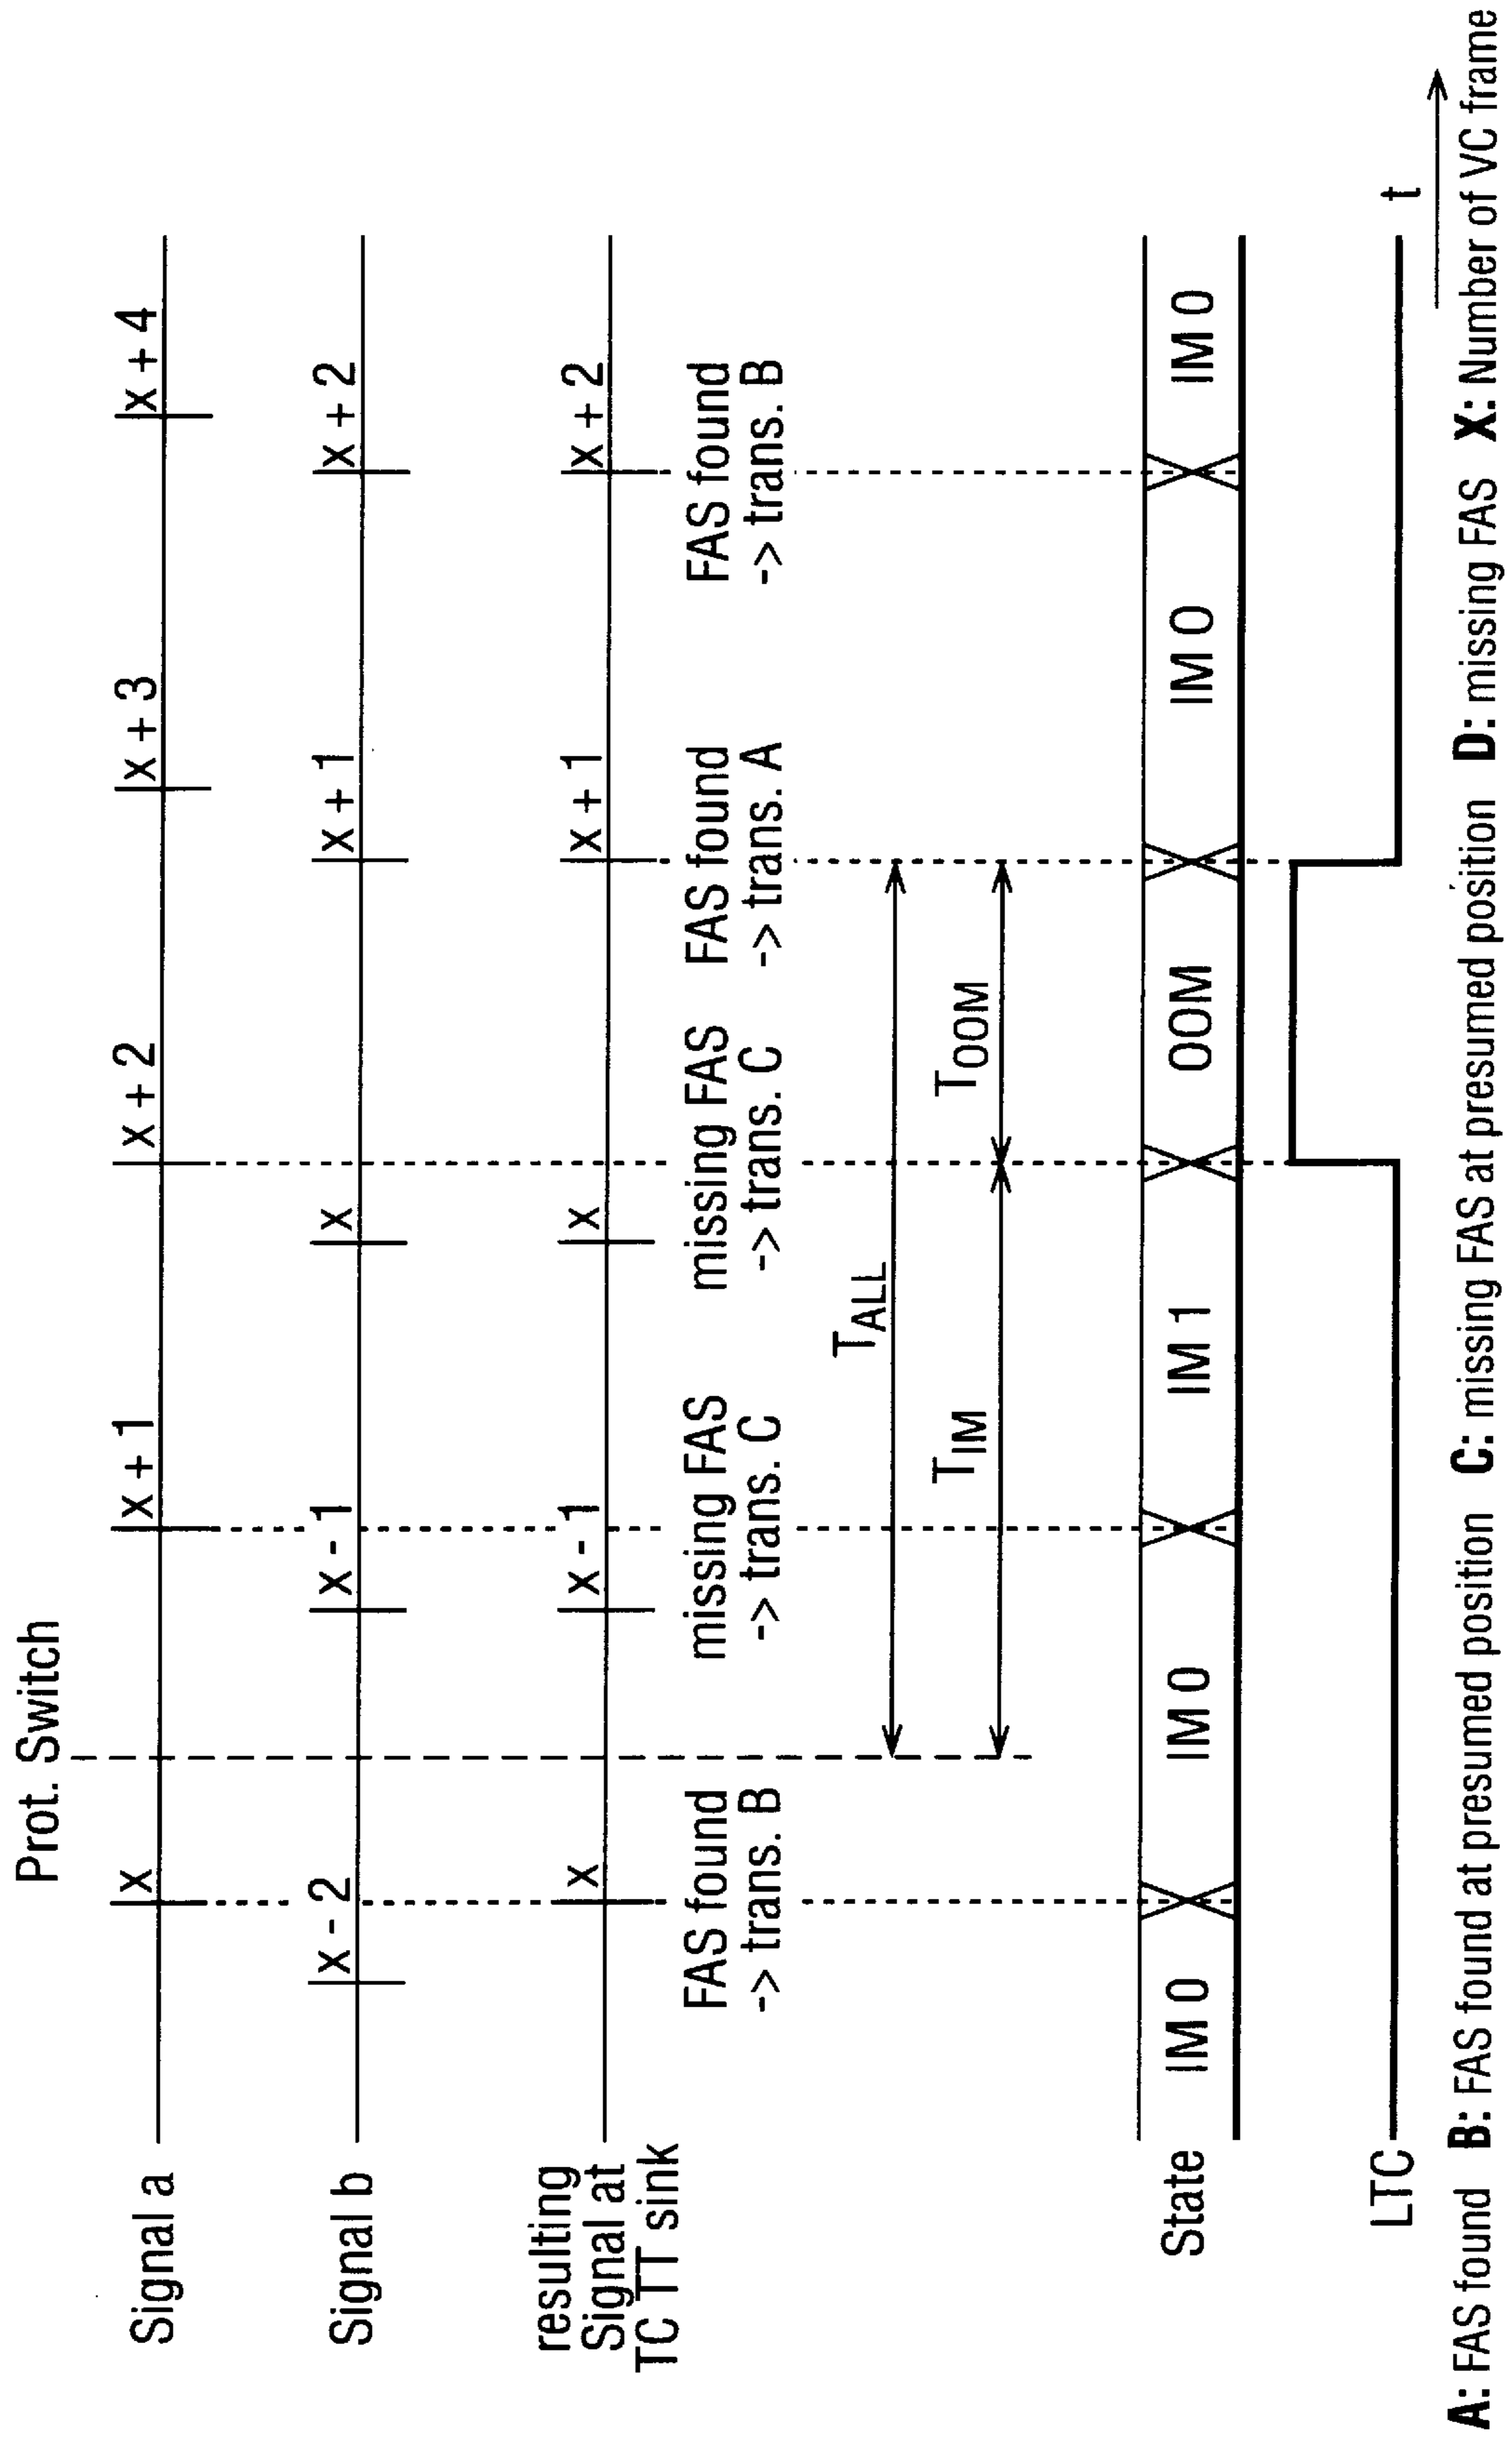 Prot. Switch
Signal a
x
x + 1
x + 2
x + 3
x + 4
Signal b
x - 2
x - 1
x
x + 1
x + 2
resulting
Signal at
TC TT sink
x
x - 1
x
x + 1
x + 2
FAS found
-> trans. B
missing FAS
-> trans. C
missing FAS
-> trans. C
FAS found
-> trans. A
FAS found
-> trans. B
TALL
TIM
TOOM
State
IM 0
IM 0
IM 1
OOM
IM 0
IM 0
LTC
t
A: FAS found B: FAS found at presumed position C: missing FAS at presumed position D: missing FAS X: Number of VC frame